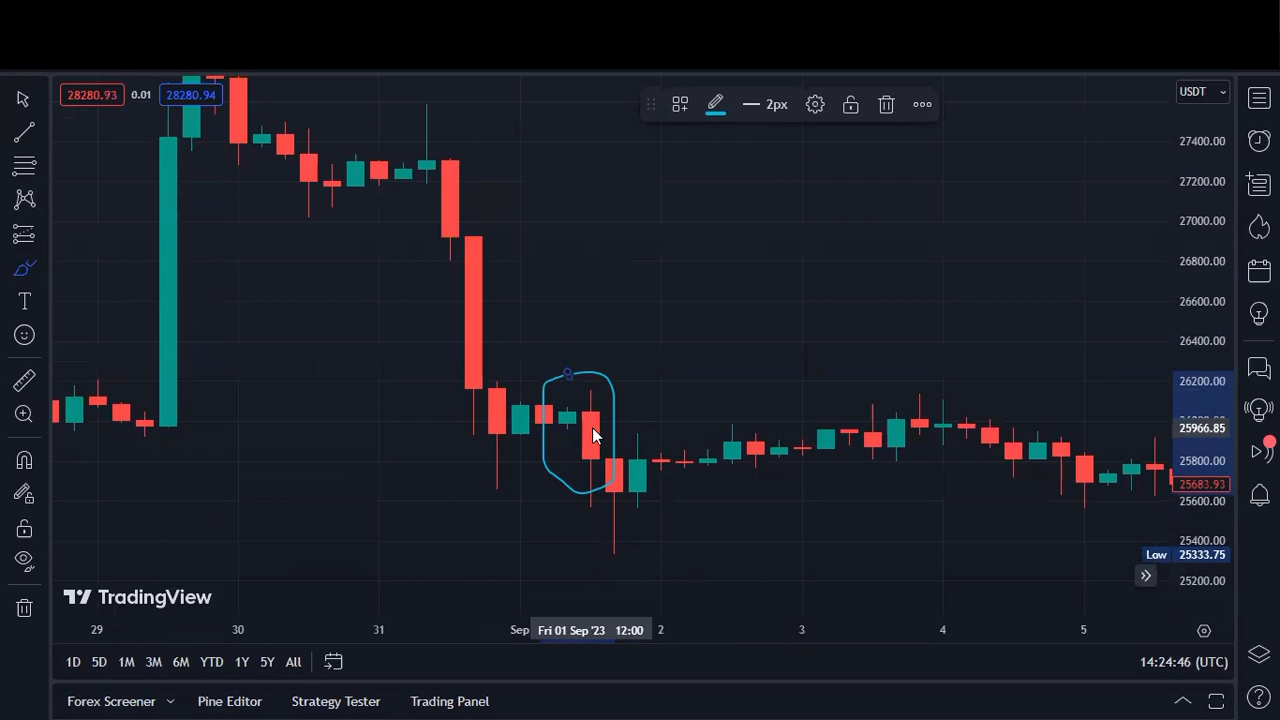 28280.93 0.01 28280.94
2px
USDT
27400.00
27200.00
27000.00
26800.00
26600.00
26400.00
26200.00
25966.85
25800.00
25683.93
25600.00
25400.00
Low 25333.75
25200.00
TradingView
29 30 31 Sep Fri 01 Sep '23 12:00 2 3 4 5
1D 5D 1M 3M 6M YTD 1Y 5Y All 14:24:46 (UTC)
Forex Screener Pine Editor Strategy Tester Trading Panel